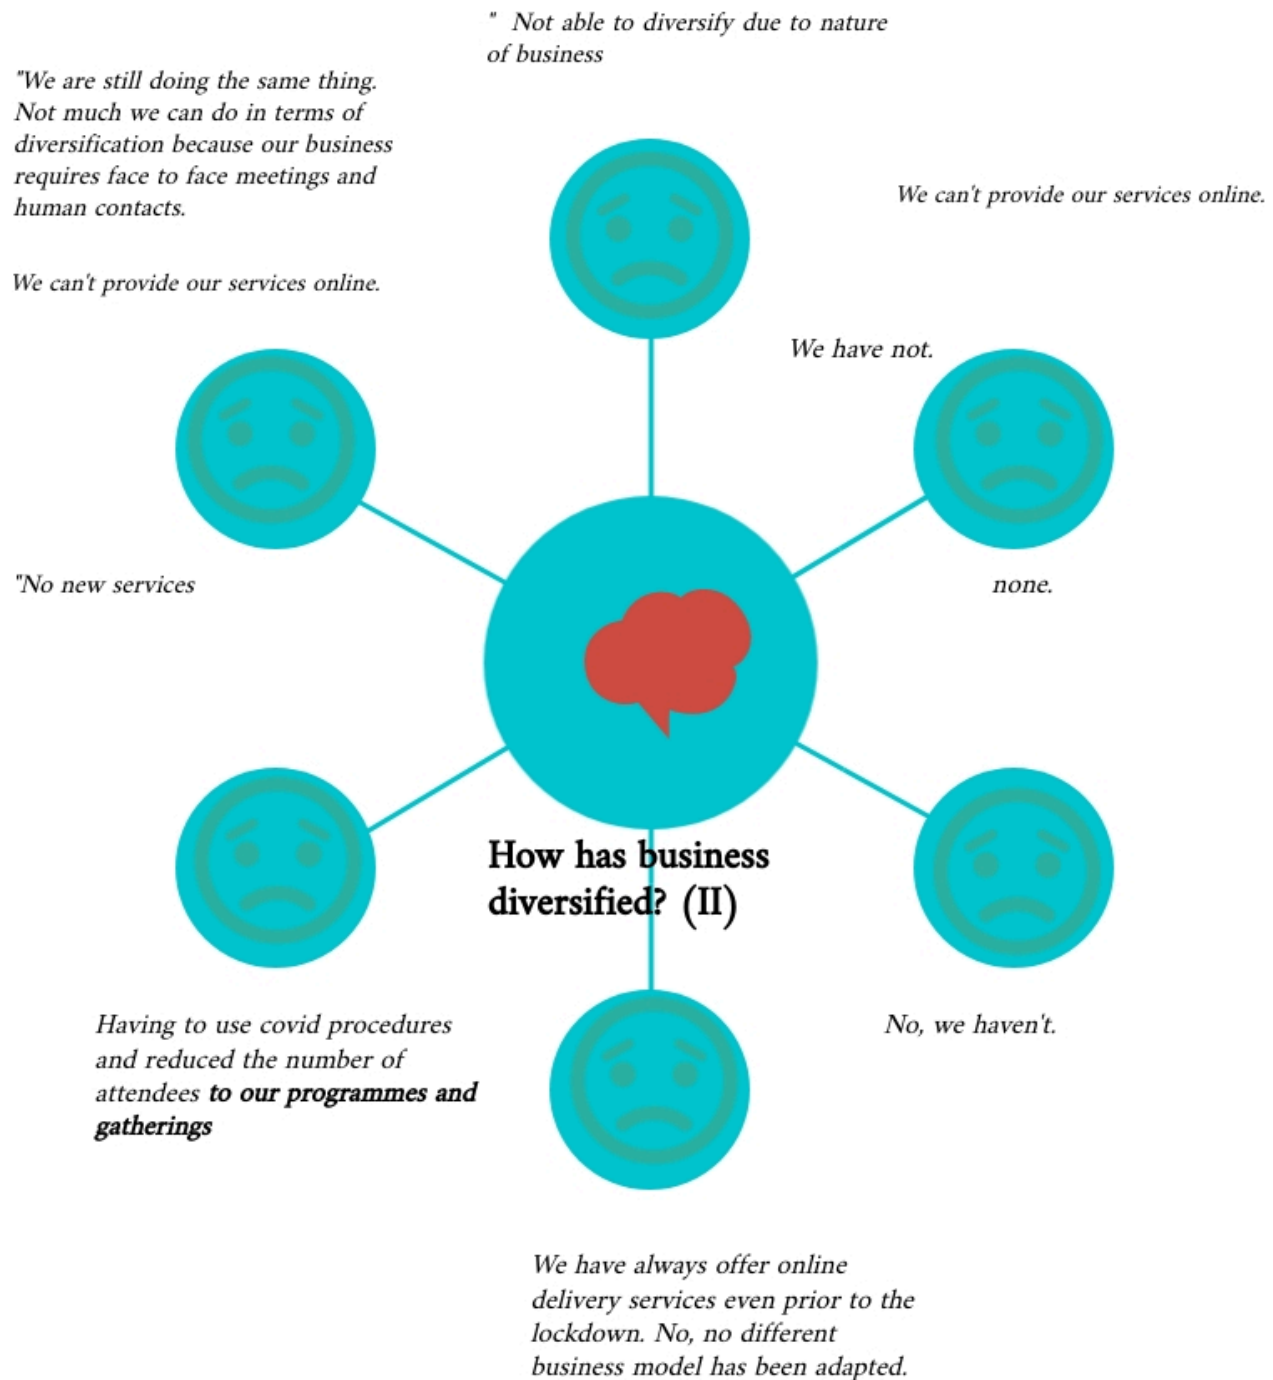 "  Not able to diversify due to nature
of business
"We are still doing the same thing.
Not much we can do in terms of
diversification because our business
requires face to face meetings and
human contacts.
We can't provide our services online.
We can't provide our services online.
We have not.
"No new services
none.
How has business
diversified? (II)
Having to use covid procedures
and reduced the number of
attendees to our programmes and
gatherings
No, we haven't.
We have always offer online
delivery services even prior to the
lockdown. No, no different
business model has been adapted.